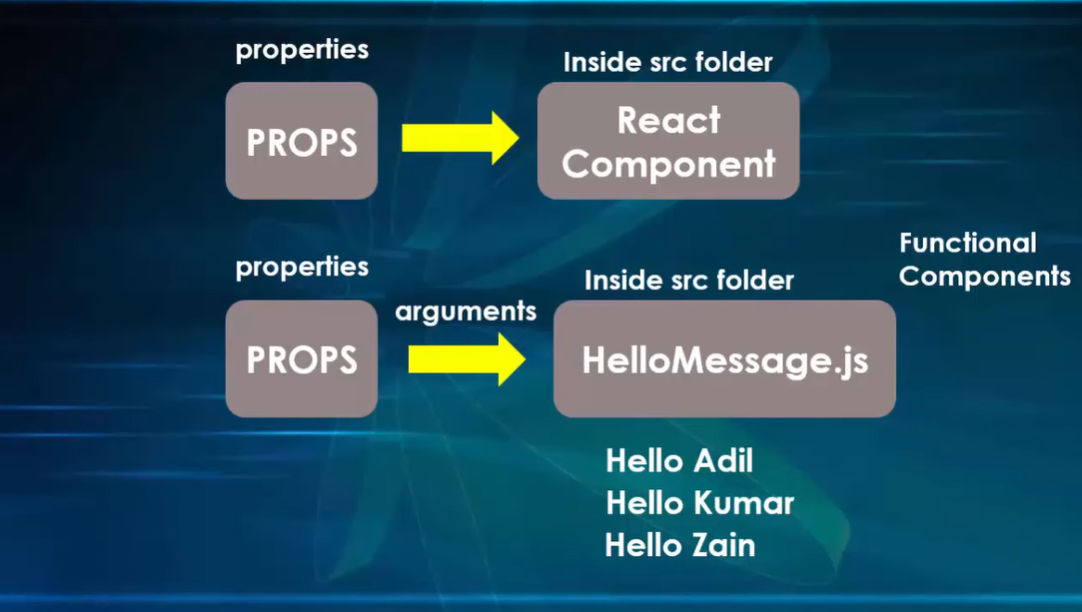 properties
Inside src folder
PROPS
React
Component
Functional
Components
properties
Inside src folder
arguments
PROPS
HelloMessage.js
Hello Adil
Hello Kumar
Hello Zain